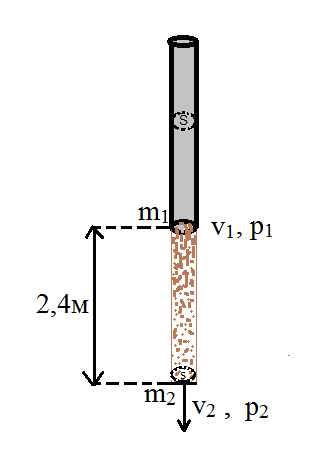 S
m₁
v₁, p₁
2,4м
S
m₂
v₂ , p₂